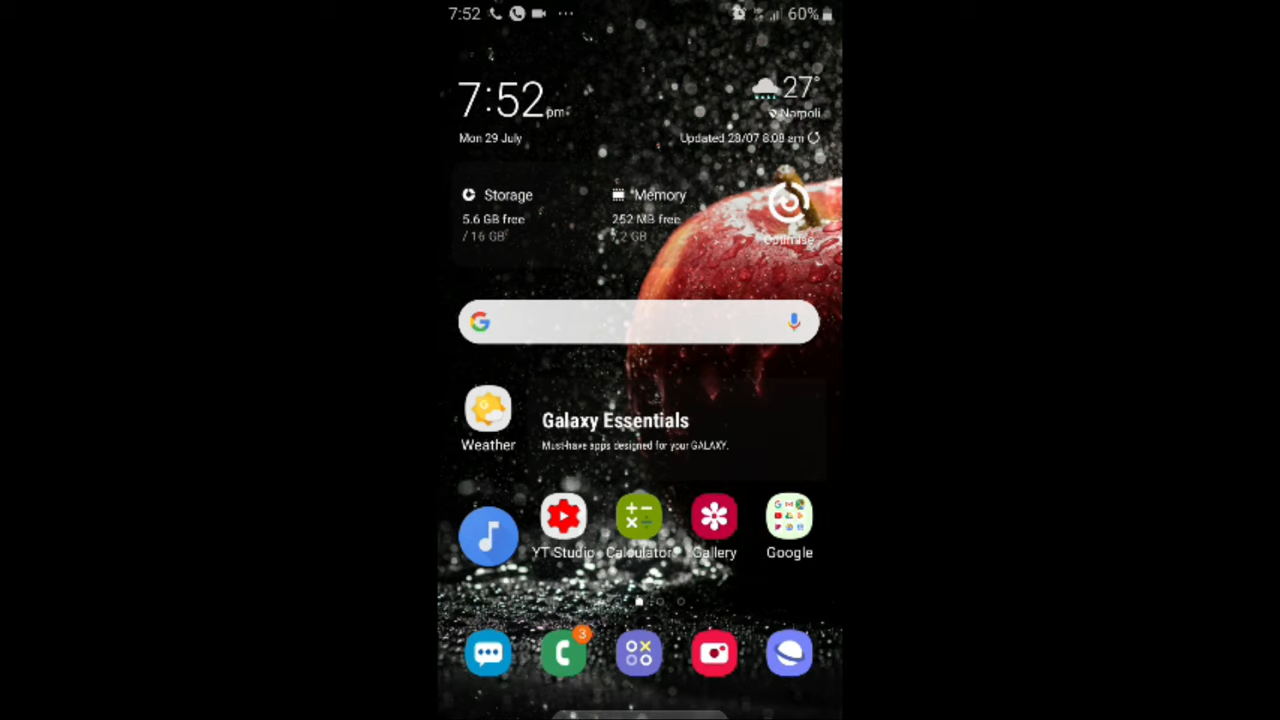 7:52
60%
7:52 pm
27°
Narpoli
Mon 29 July
Updated 28/07 8:08 am
Storage
Memory
5.6 GB free
252 MB free
/ 16 GB
/ 2 GB
Optimise
Weather
Galaxy Essentials
Must-have apps designed for your GALAXY.
YT Studio
Calculator
Gallery
Google
3